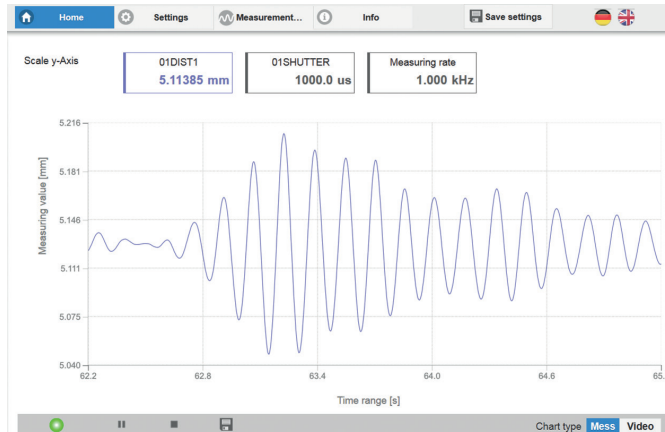 Home Settings Measurement... Info Save settings
Scale y-Axis
01DIST1 01SHUTTER Measuring rate
5.11385 mm 1000.0 us 1.000 kHz
5.216
5.181
5.146
5.111
5.075
5.040
Measuring value [mm]
62.2 62.8 63.4 64.0 64.6 65.
Time range [s]
Chart type Mess Video